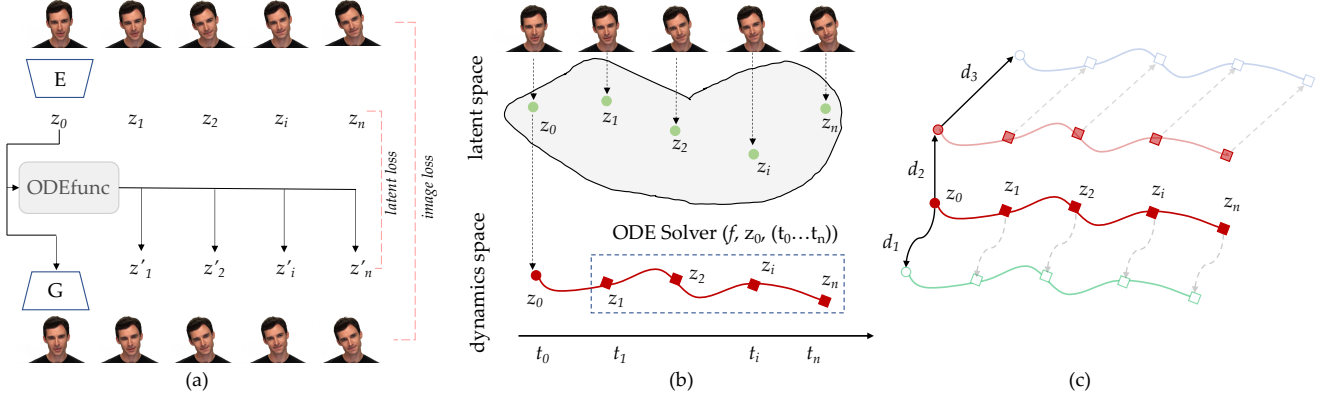 E
z0 z1 z2 zi zn
ODEfunc
z'1 z'2 z'i z'n
G
latent loss
image loss
(a)
latent space
z0 z1 z2 zi zn
dynamics space
ODE Solver (f, z0, (t0…tn))
z0 z1 z2 zi zn
t0 t1 ti tn
(b)
d3
d2
z0 z1 z2 zi zn
d1
(c)